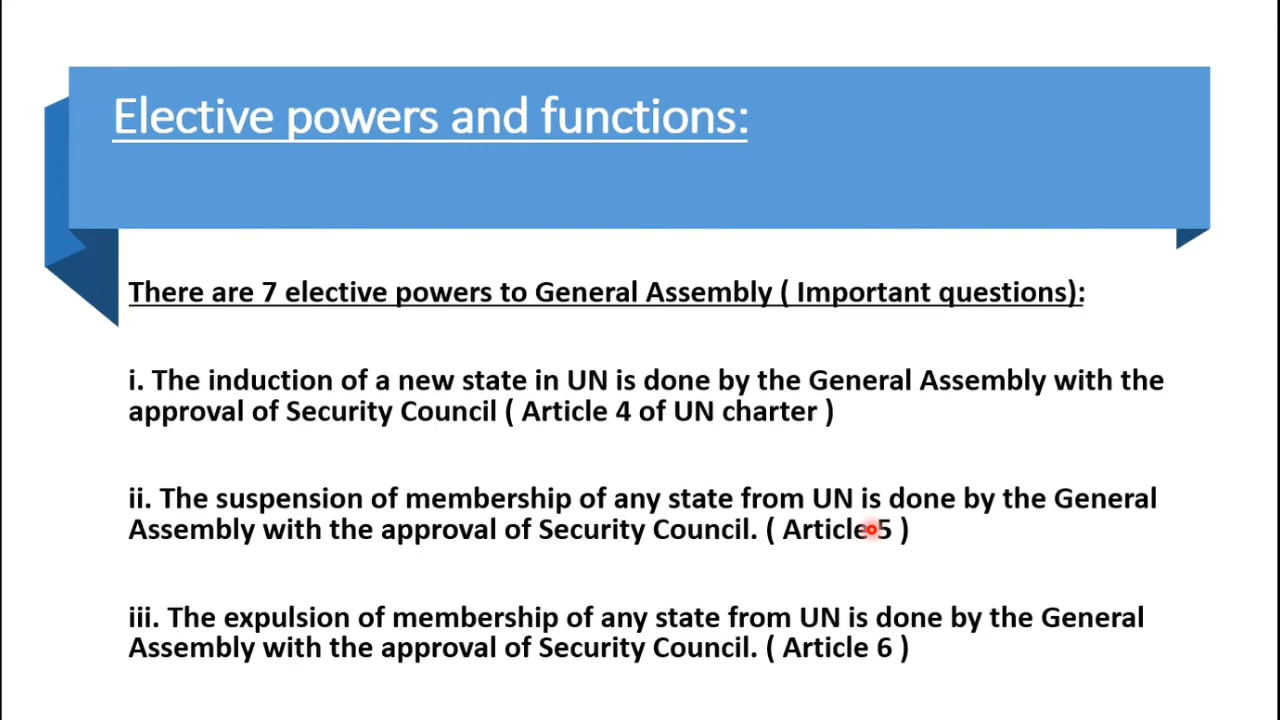 Elective powers and functions:
There are 7 elective powers to General Assembly ( Important questions):
i. The induction of a new state in UN is done by the General Assembly with the
approval of Security Council ( Article 4 of UN charter )
ii. The suspension of membership of any state from UN is done by the General
Assembly with the approval of Security Council. ( Article 5 )
iii. The expulsion of membership of any state from UN is done by the General
Assembly with the approval of Security Council. ( Article 6 )